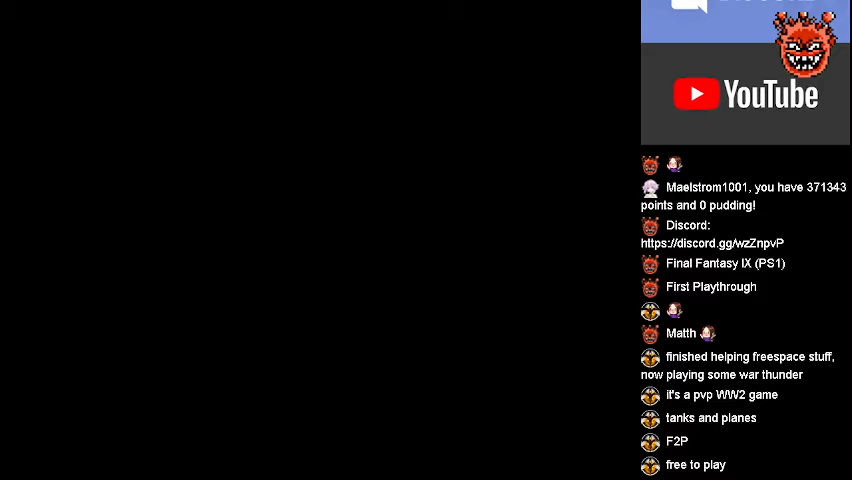 YouTube
Maelstrom1001, you have 371343
points and 0 pudding!
Discord:
https://discord.gg/wzZnpvP
Final Fantasy IX (PS1)
First Playthrough
Matth
finished helping freespace stuff,
now playing some war thunder
it's a pvp WW2 game
tanks and planes
F2P
free to play